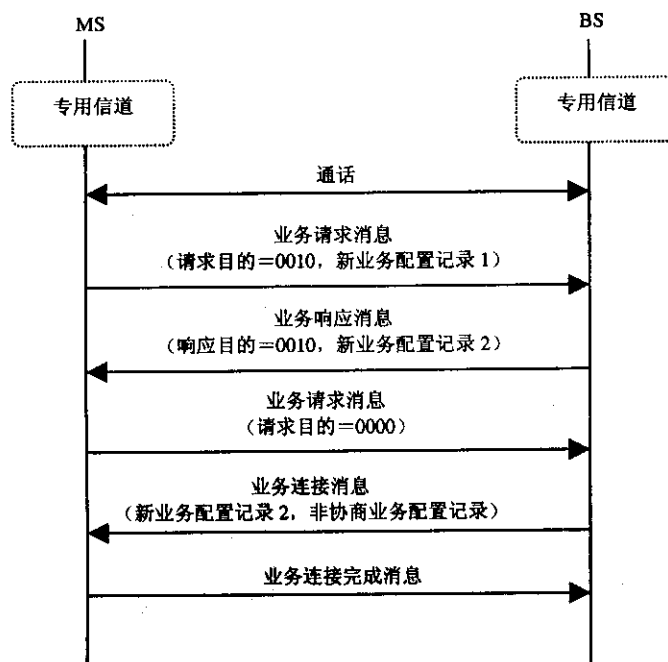 MS
BS
专用信道
专用信道
通话
业务请求消息
（请求目的＝0010，新业务配置记录 1）
业务响应消息
（响应目的＝0010，新业务配置记录 2）
业务请求消息
（请求目的＝0000）
业务连接消息
（新业务配置记录 2，非协商业务配置记录）
业务连接完成消息